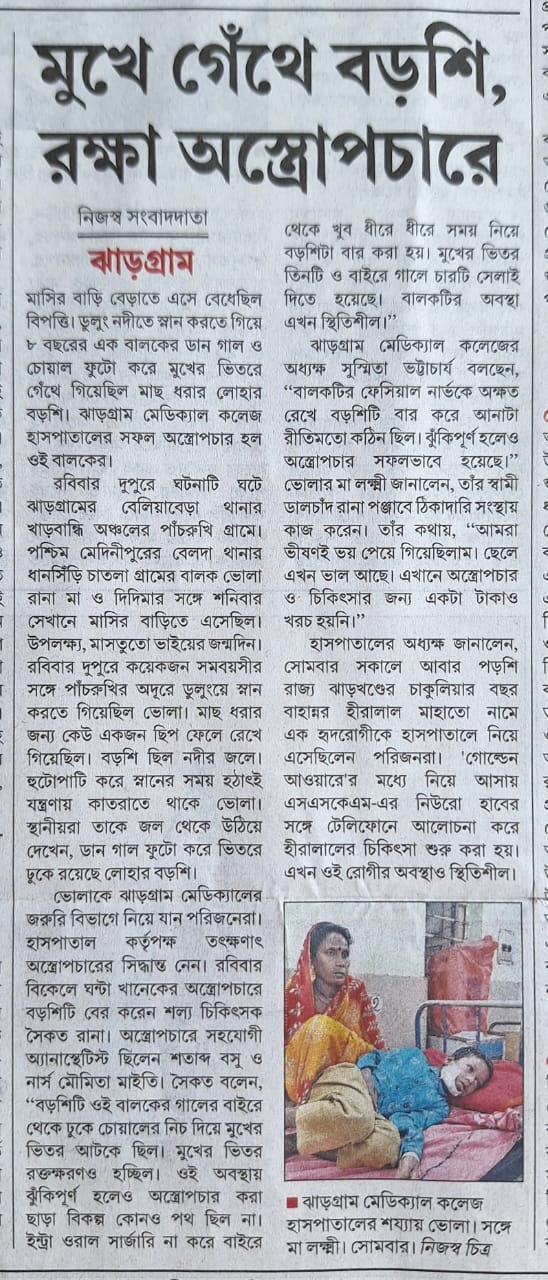 মুখে গেঁথে বড়শি,
রক্ষা অস্ত্রোপচারে
নিজস্ব সংবাদদাতা
ঝাড়গ্রাম
মাসির বাড়ি বেড়াতে এসে বেধেছিল
বিপত্তি। ডুলুং নদীতে স্নান করতে গিয়ে
৮ বছরের এক বালকের ডান গাল ও
চোয়াল ফুটো করে মুখের ভিতরে
গেঁথে গিয়েছিল মাছ ধরার লোহার
বড়শি। ঝাড়গ্রাম মেডিক্যাল কলেজ
হাসপাতালের সফল অস্ত্রোপচার হল
ওই বালকের।
রবিবার দুপুরে ঘটনাটি ঘটে
ঝাড়গ্রামের বেলিয়াবেড়া থানার
খাড়বান্ধি অঞ্চলের পাঁচরুখি গ্রামে।
পশ্চিম মেদিনীপুরের বেলদা থানার
ধানসিঁড়ি চাতলা গ্রামের বালক ভোলা
রানা মা ও দিদিমার সঙ্গে শনিবার
সেখানে মাসির বাড়িতে এসেছিল।
উপলক্ষ্য, মাসতুতো ভাইয়ের জন্মদিন।
রবিবার দুপুরে কয়েকজন সমবয়সীর
সঙ্গে পাঁচরুখির অদূরে ডুলুংয়ে স্নান
করতে গিয়েছিল ভোলা। মাছ ধরার
জন্য কেউ একজন ছিপ ফেলে রেখে
গিয়েছিল। বড়শি ছিল নদীর জলে।
হুটোপাটি করে স্নানের সময় হঠাৎই
যন্ত্রণায় কাতরাতে থাকে ভোলা।
স্থানীয়রা তাকে জল থেকে উঠিয়ে
দেখেন, ডান গাল ফুটো করে ভিতরে
ঢুকে রয়েছে লোহার বড়শি।
ভোলাকে ঝাড়গ্রাম মেডিক্যালের
জরুরি বিভাগে নিয়ে যান পরিজনেরা।
হাসপাতাল কর্তৃপক্ষ তৎক্ষণাৎ
অস্ত্রোপচারের সিদ্ধান্ত নেন। রবিবার
বিকেলে ঘন্টা খানেকের অস্ত্রোপচারে
বড়শিটি বের করেন শল্য চিকিৎসক
সৈকত রানা। অস্ত্রোপচারে সহযোগী
অ্যানাস্থেটিস্ট ছিলেন শতাব্দ বসু ও
নার্স মৌমিতা মাইতি। সৈকত বলেন,
“বড়শিটি ওই বালকের গালের বাইরে
থেকে ঢুকে চোয়ালের নিচ দিয়ে মুখের
ভিতর আটকে ছিল। মুখের ভিতর
রক্তক্ষরণও হচ্ছিল। ওই অবস্থায়
ঝুঁকিপূর্ণ হলেও অস্ত্রোপচার করা
ছাড়া বিকল্প কোনও পথ ছিল না।
ইন্ট্রা ওরাল সার্জারি না করে বাইরে
থেকে খুব ধীরে ধীরে সময় নিয়ে
বড়শিটা বার করা হয়। মুখের ভিতর
তিনটি ও বাইরে গালে চারটি সেলাই
দিতে হয়েছে। বালকটির অবস্থা
এখন স্থিতিশীল।”
ঝাড়গ্রাম মেডিক্যাল কলেজের
অধ্যক্ষ সুস্মিতা ভট্টাচার্য বলছেন,
“বালকটির ফেসিয়াল নার্ভকে অক্ষত
রেখে বড়শিটি বার করে আনাটা
রীতিমতো কঠিন ছিল। ঝুঁকিপূর্ণ হলেও
অস্ত্রোপচার সফলভাবে হয়েছে।”
ভোলার মা লক্ষ্মী জানালেন, তাঁর স্বামী
ডালচাঁদ রানা পঞ্জাবে ঠিকাদারি সংস্থায়
কাজ করেন। তাঁর কথায়, “আমরা
ভীষণই ভয় পেয়ে গিয়েছিলাম। ছেলে
এখন ভাল আছে। এখানে অস্ত্রোপচার
ও চিকিৎসার জন্য একটা টাকাও
খরচ হয়নি।”
হাসপাতালের অধ্যক্ষ জানালেন,
সোমবার সকালে আবার পড়শি
রাজ্য ঝাড়খণ্ডের চাকুলিয়ার বছর
বাহান্নর হীরালাল মাহাতো নামে
এক হৃদরোগীকে হাসপাতালে নিয়ে
এসেছিলেন পরিজনরা। 'গোল্ডেন
আওয়ারে'র মধ্যে নিয়ে আসায়
এসএসকেএম-এর নিউরো হাবের
সঙ্গে টেলিফোনে আলোচনা করে
হীরালালের চিকিৎসা শুরু করা হয়।
এখন ওই রোগীর অবস্থাও স্থিতিশীল।
ঝাড়গ্রাম মেডিক্যাল কলেজ
হাসপাতালের শয্যায় ভোলা। সঙ্গে
মা লক্ষ্মী। সোমবার। নিজস্ব চিত্র